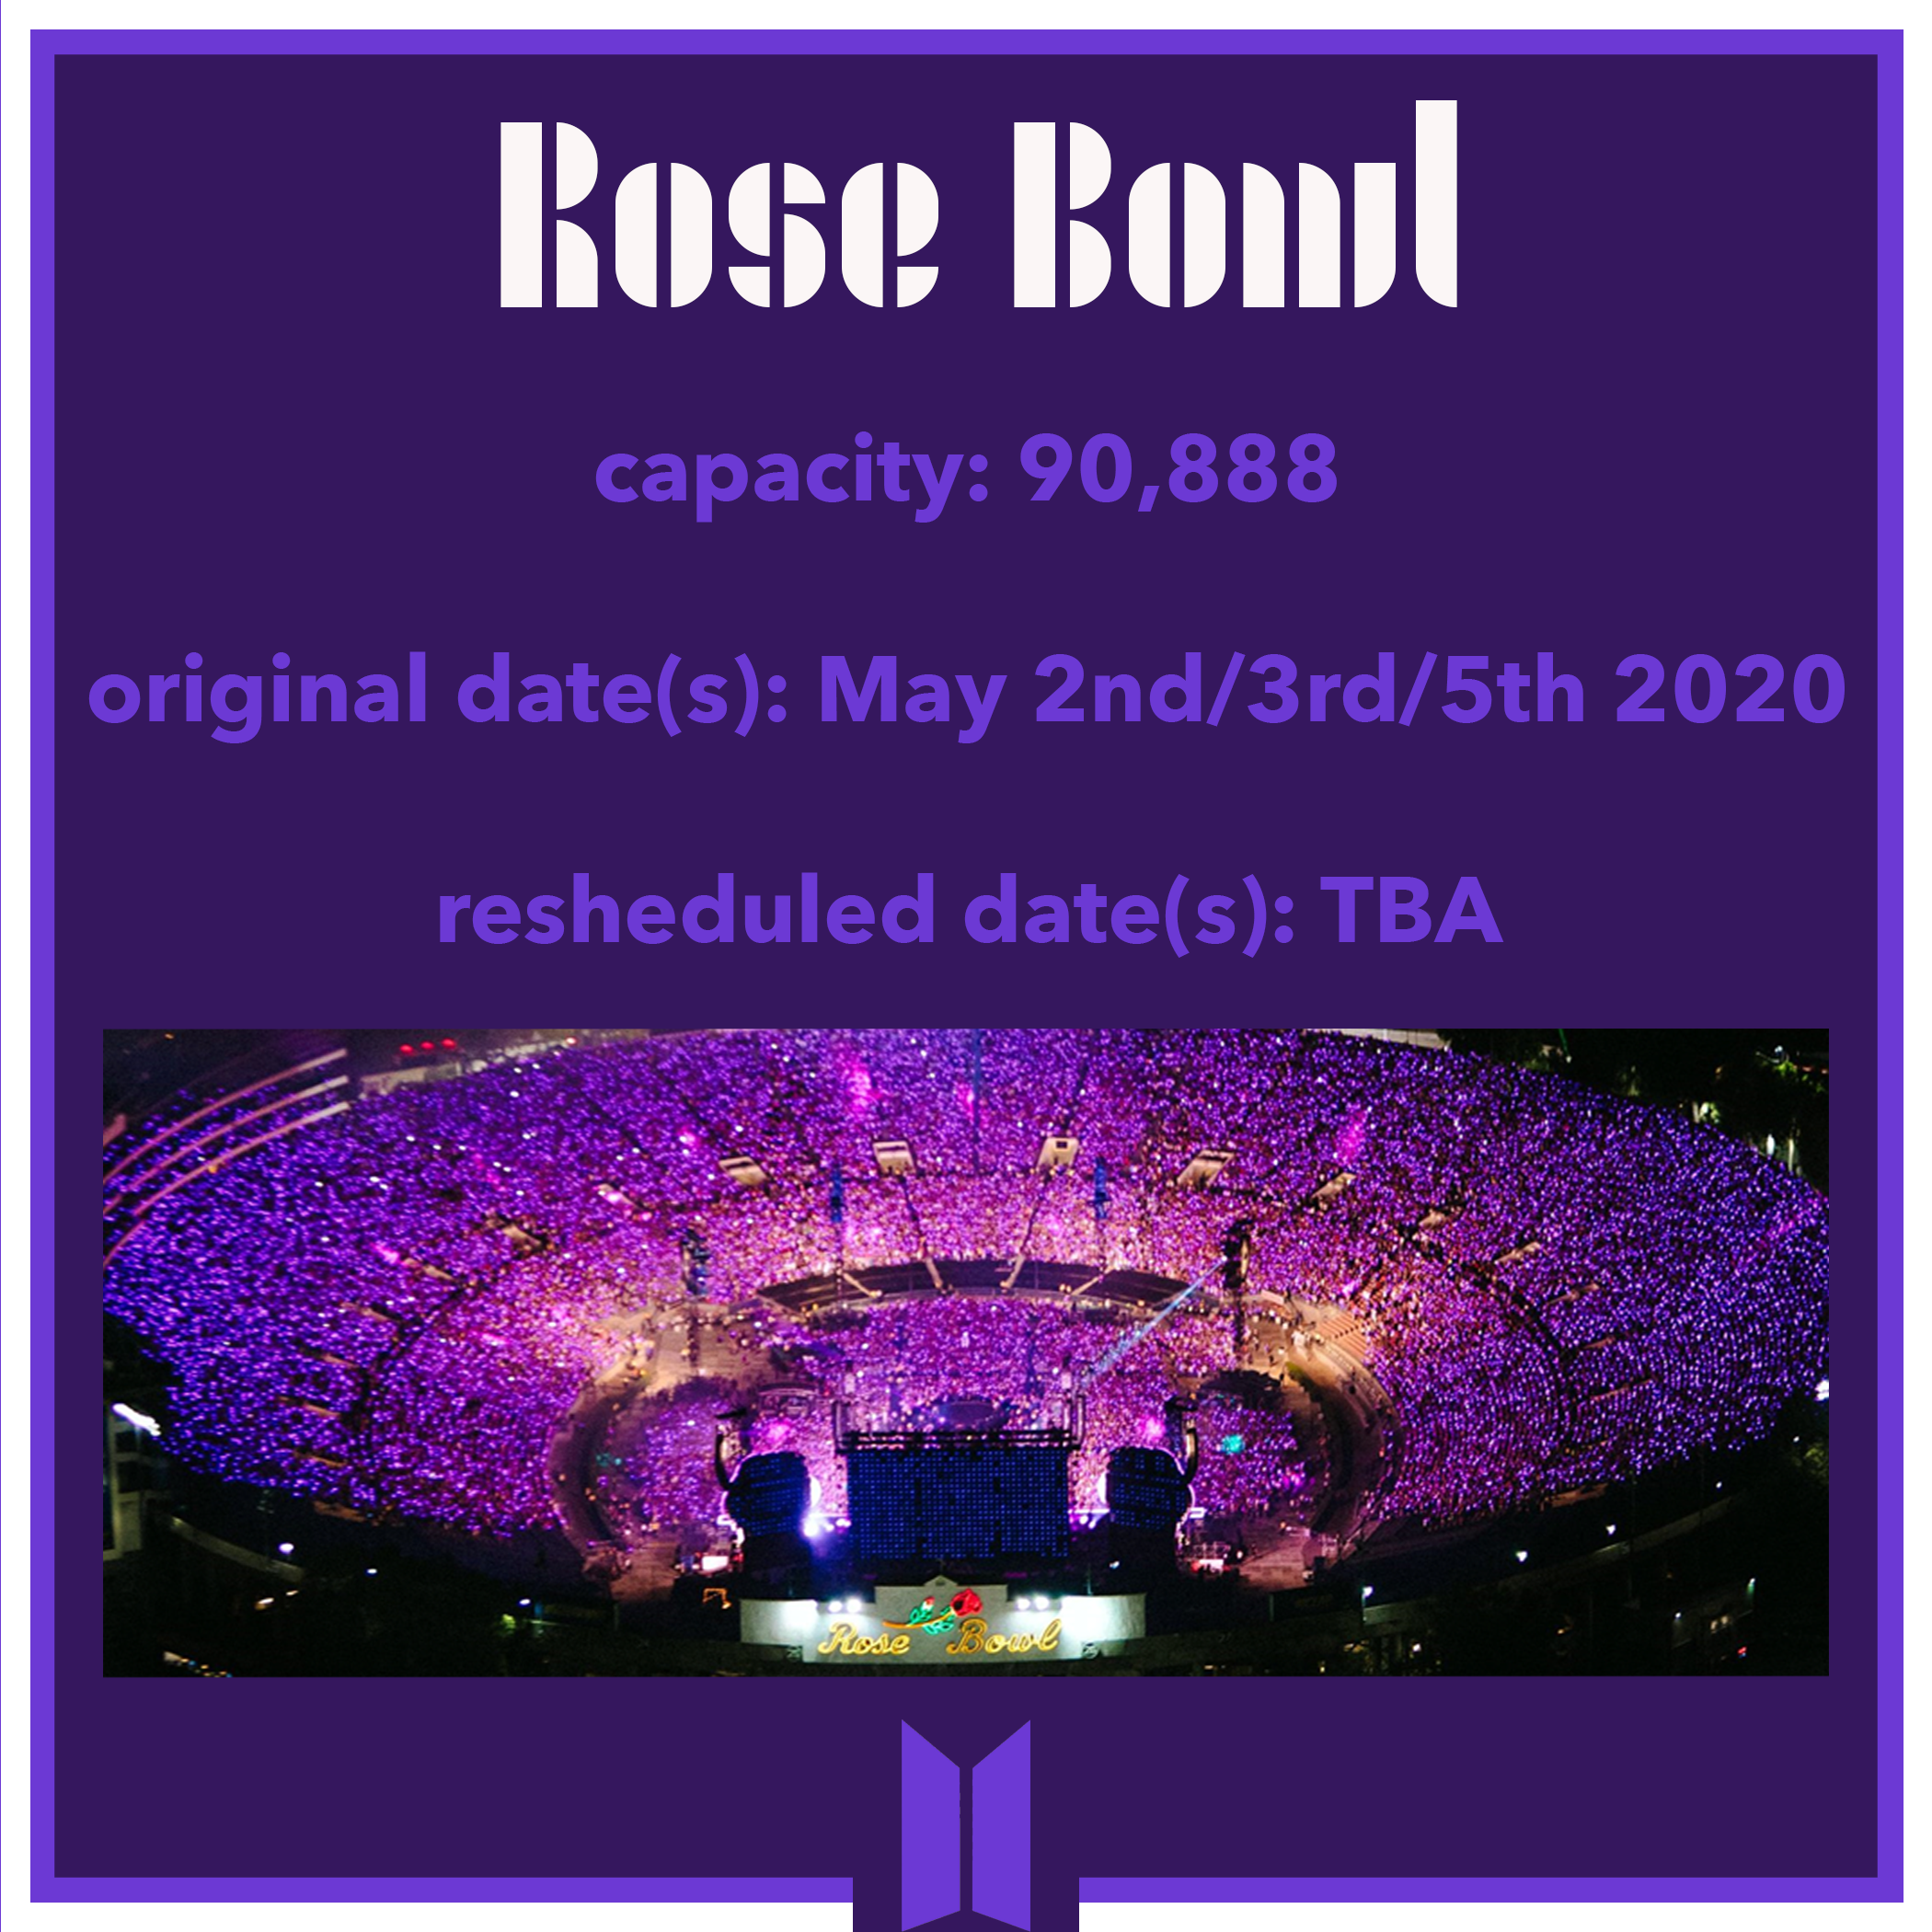 Rose Bowl
capacity: 90,888
original date(s): May 2nd/3rd/5th 2020
resheduled date(s): TBA
Rose Bowl